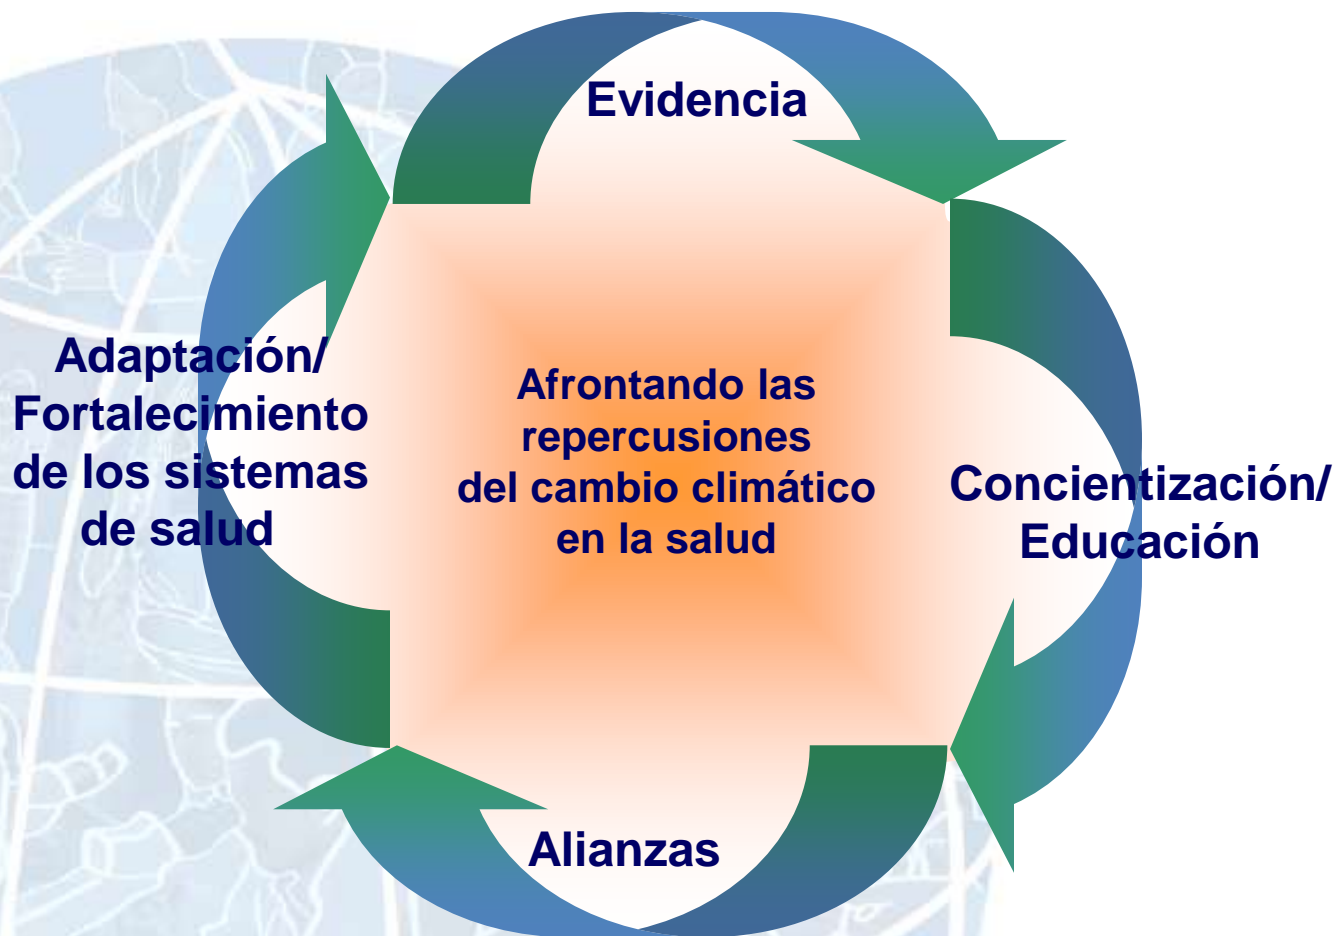 Evidencia
Adaptación/
Fortalecimiento
de los sistemas
de salud
Afrontando las
repercusiones
del cambio climático
en la salud
Concientización/
Educación
Alianzas